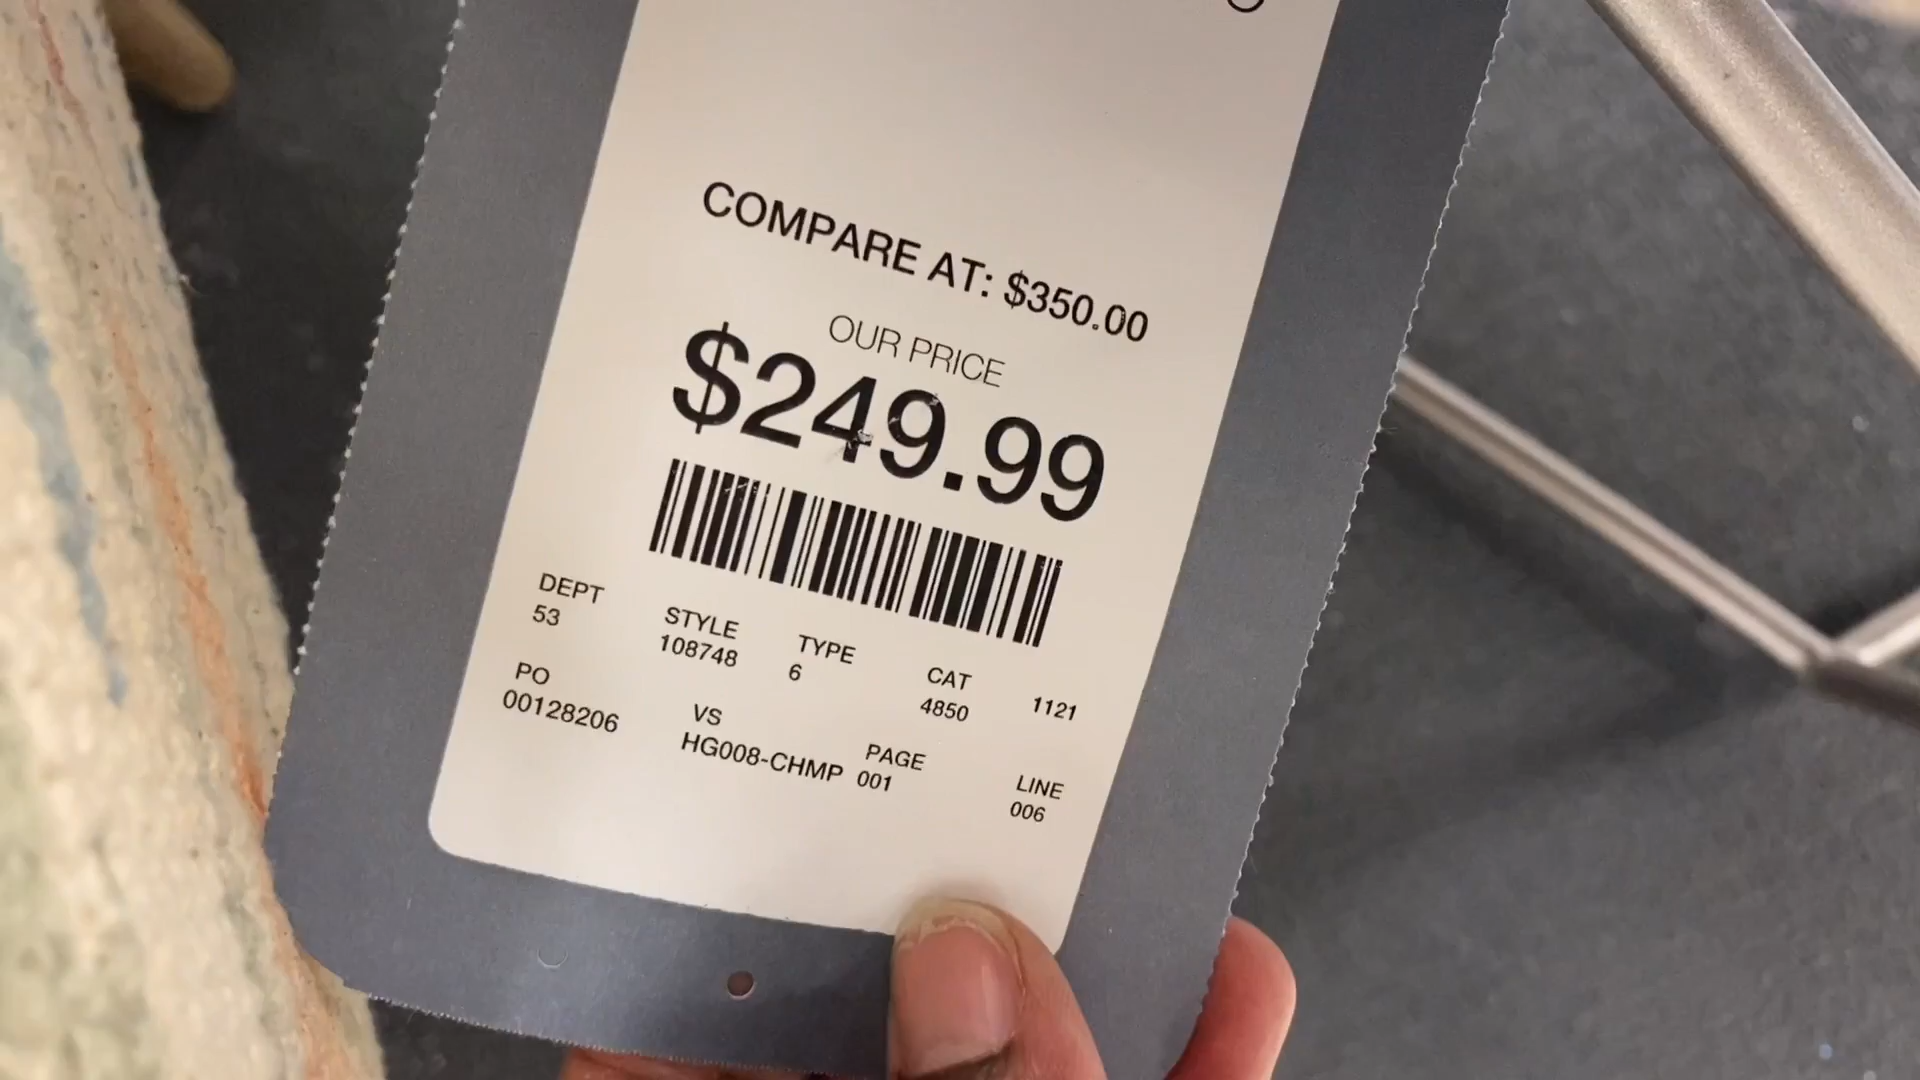 COMPARE AT: $350.00
OUR PRICE
$249.99
DEPT STYLE TYPE CAT
53 108748 6 4850 1121
PO VS PAGE LINE
00128206 HG008-CHMP 001 006